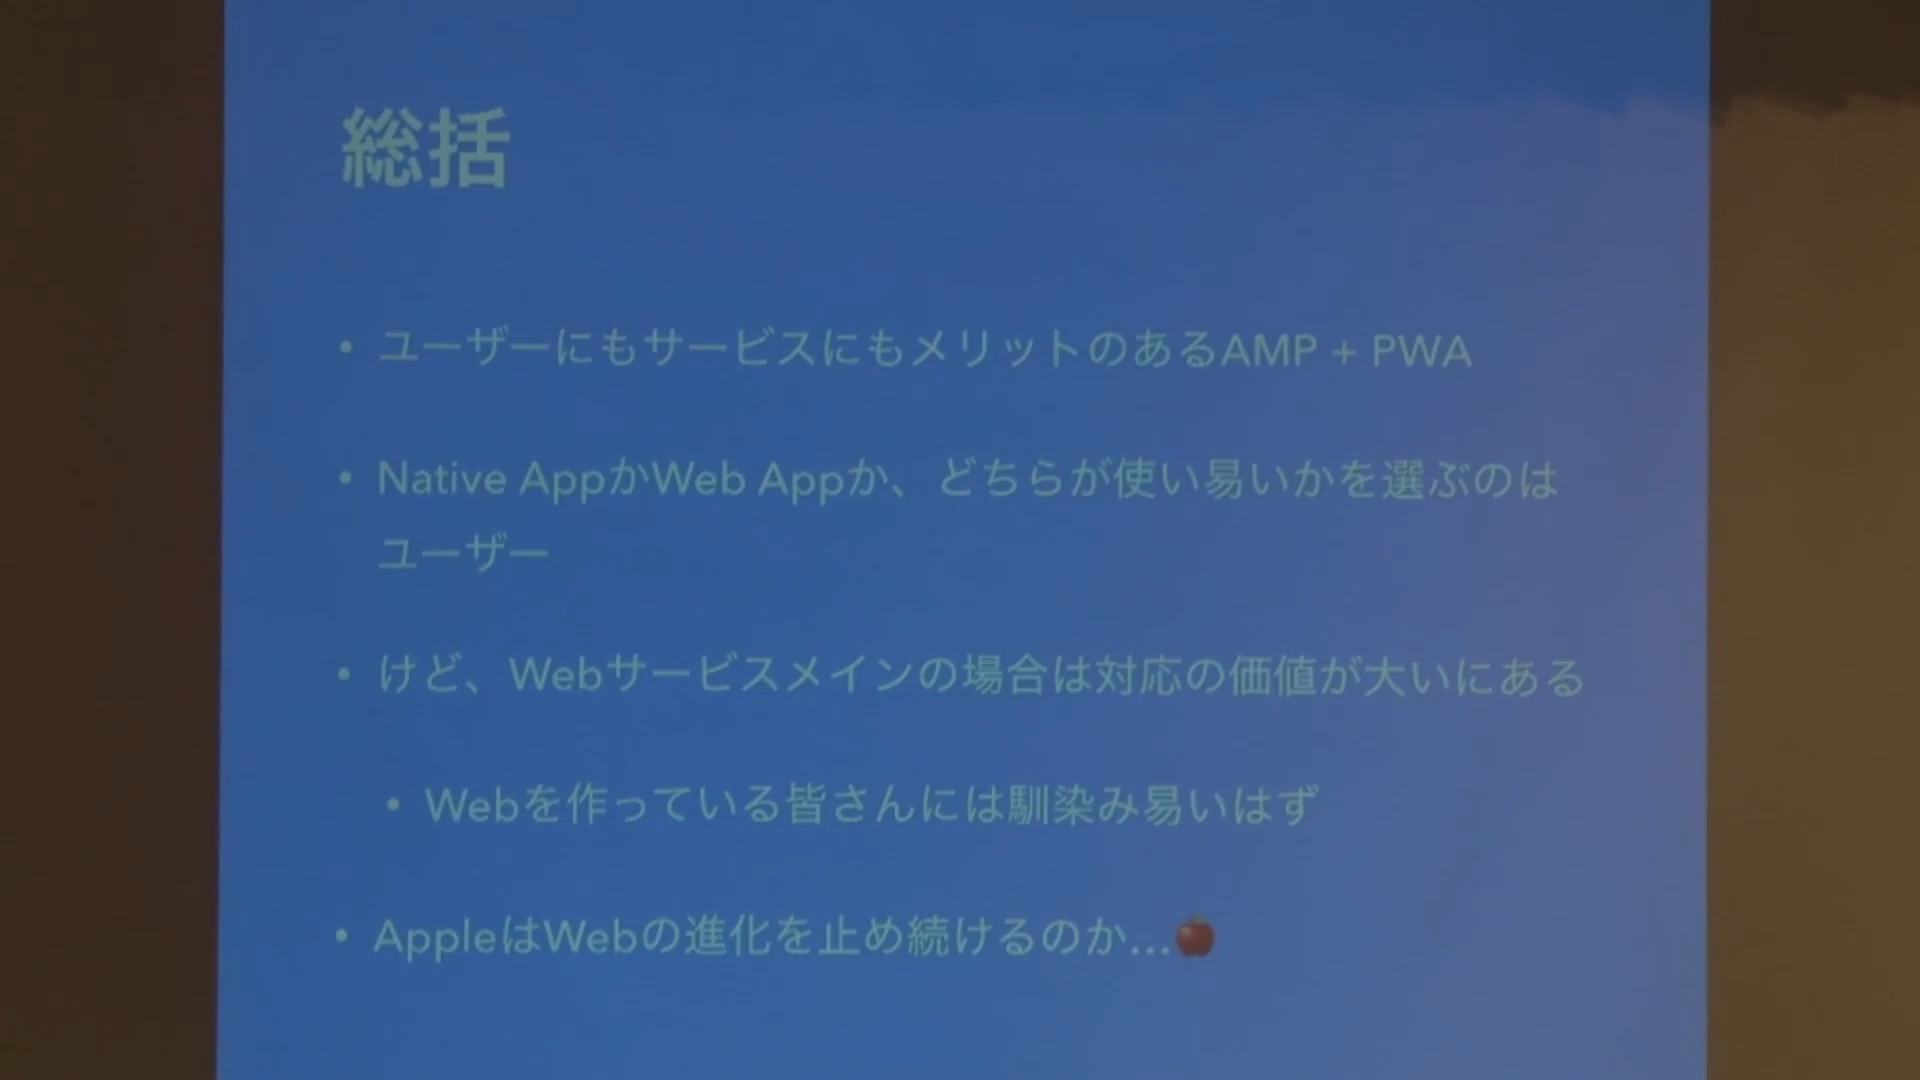 総括
• ユーザーにもサービスにもメリットのあるAMP + PWA
• Native AppかWeb Appか、どちらが使い易いかを選ぶのは
ユーザー
• けど、Webサービスメインの場合は対応の価値が大いにある
• Webを作っている皆さんには馴染み易いはず
• AppleはWebの進化を止め続けるのか...🍎